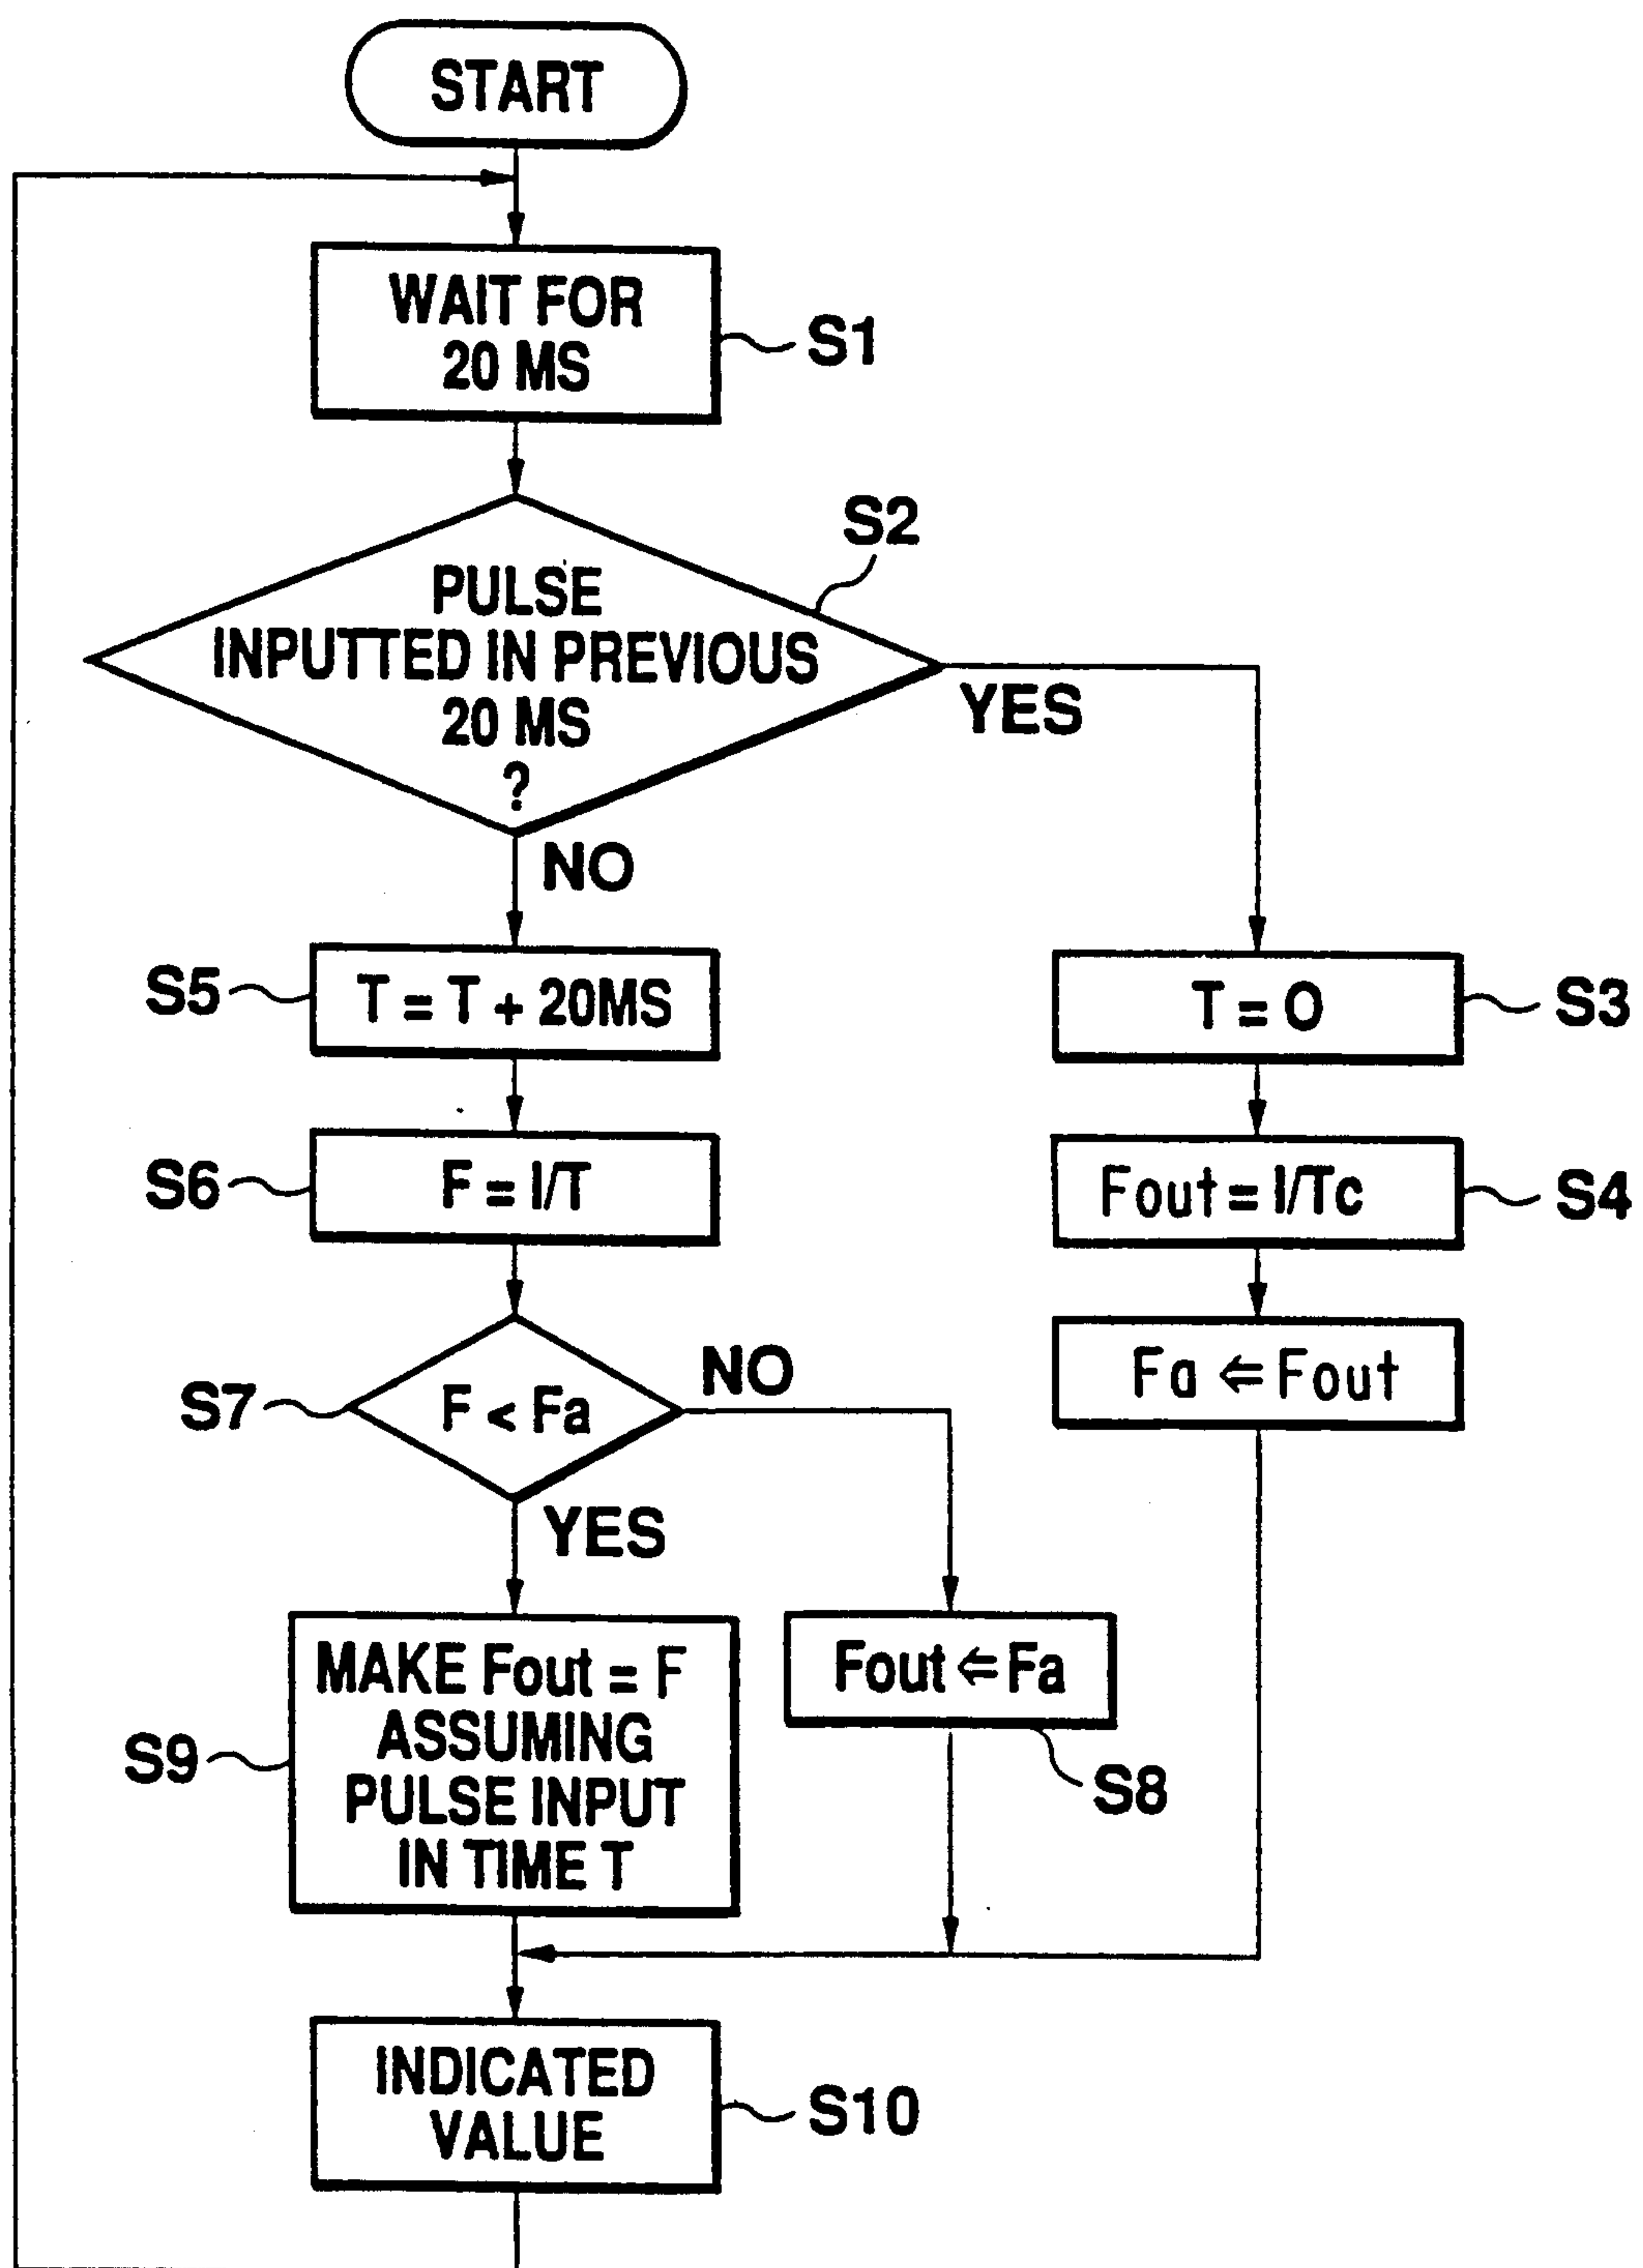 START
WAIT FOR
20 MS
S1
S2
PULSE
INPUTTED IN PREVIOUS
20 MS
?
YES
NO
S5
T = T + 20MS
T = O
S3
S6
F = I/T
Fout = I/Tc
S4
S7
F < Fa
NO
Fa ⇐ Fout
YES
S9
MAKE Fout = F
ASSUMING
PULSE INPUT
IN TIME T
Fout ⇐ Fa
S8
INDICATED
VALUE
S10